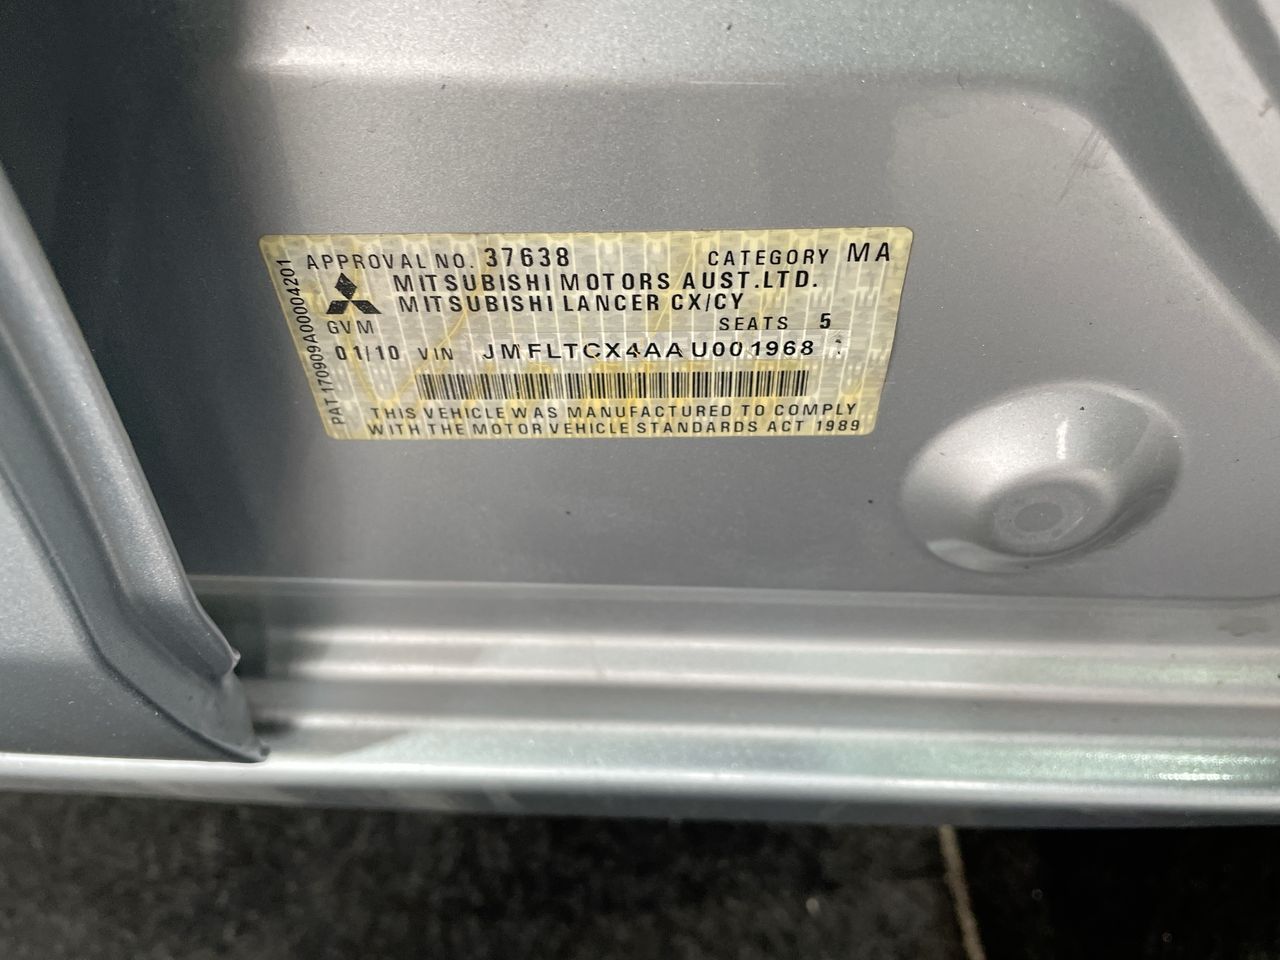 APPROVAL NO. 37638 CATEGORY MA
MITSUBISHI MOTORS AUST.LTD.
MITSUBISHI LANCER CX/CY
GVM SEATS 5
01/10 VIN JMFLTCX4AAU001968
THIS VEHICLE WAS MANUFACTURED TO COMPLY
WITH THE MOTOR VEHICLE STANDARDS ACT 1989
PAT 170909A00004201